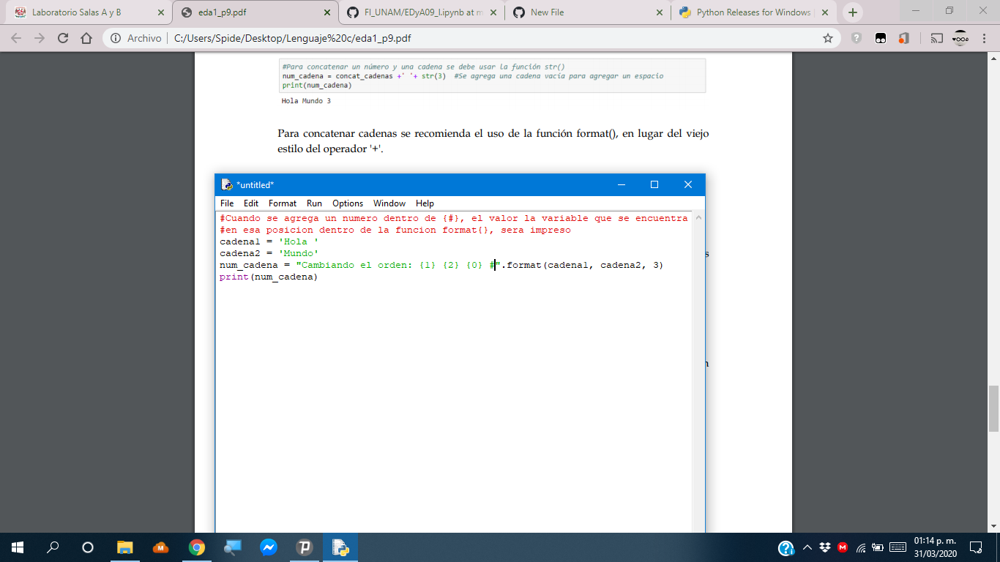 Laboratorio Salas A y B
eda1_p9.pdf
FI_UNAM/EDyA09_I.ipynb at m
New File
Python Releases for Windows
Archivo
C:/Users/Spide/Desktop/Lenguaje%20c/eda1_p9.pdf
#Para concatenar un número y una cadena se debe usar la función str()
num_cadena = concat_cadenas +' '+ str(3)  #Se agrega una cadena vacía para agregar un espacio
print(num_cadena)
Hola Mundo 3
Para concatenar cadenas se recomienda el uso de la función format(), en lugar del viejo
estilo del operador '+'.
*untitled*
File Edit Format Run Options Window Help
#Cuando se agrega un numero dentro de {#}, el valor la variable que se encuentra
#en esa posicion dentro de la funcion format{}, sera impreso
cadena1 = 'Hola '
cadena2 = 'Mundo'
num_cadena = "Cambiando el orden: {1} {2} {0} #".format(cadena1, cadena2, 3)
print(num_cadena)
s
n
01:14 p. m.
31/03/2020